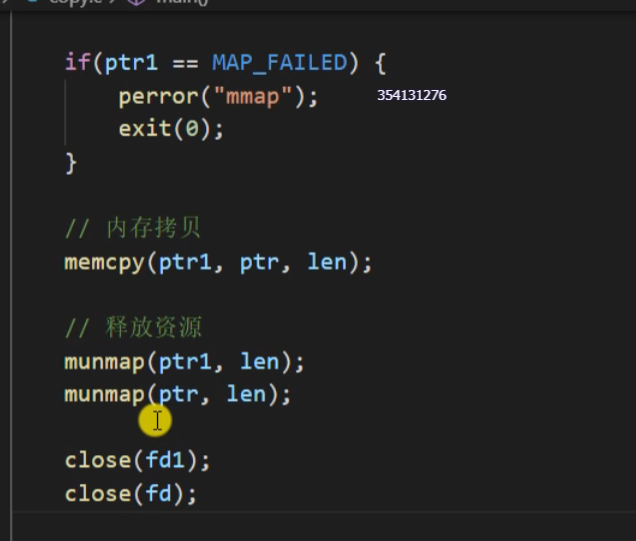 copy.c > main()
if(ptr1 == MAP_FAILED) {
perror("mmap");
354131276
exit(0);
}
// 内存拷贝
memcpy(ptr1, ptr, len);
// 释放资源
munmap(ptr1, len);
munmap(ptr, len);
close(fd1);
close(fd);